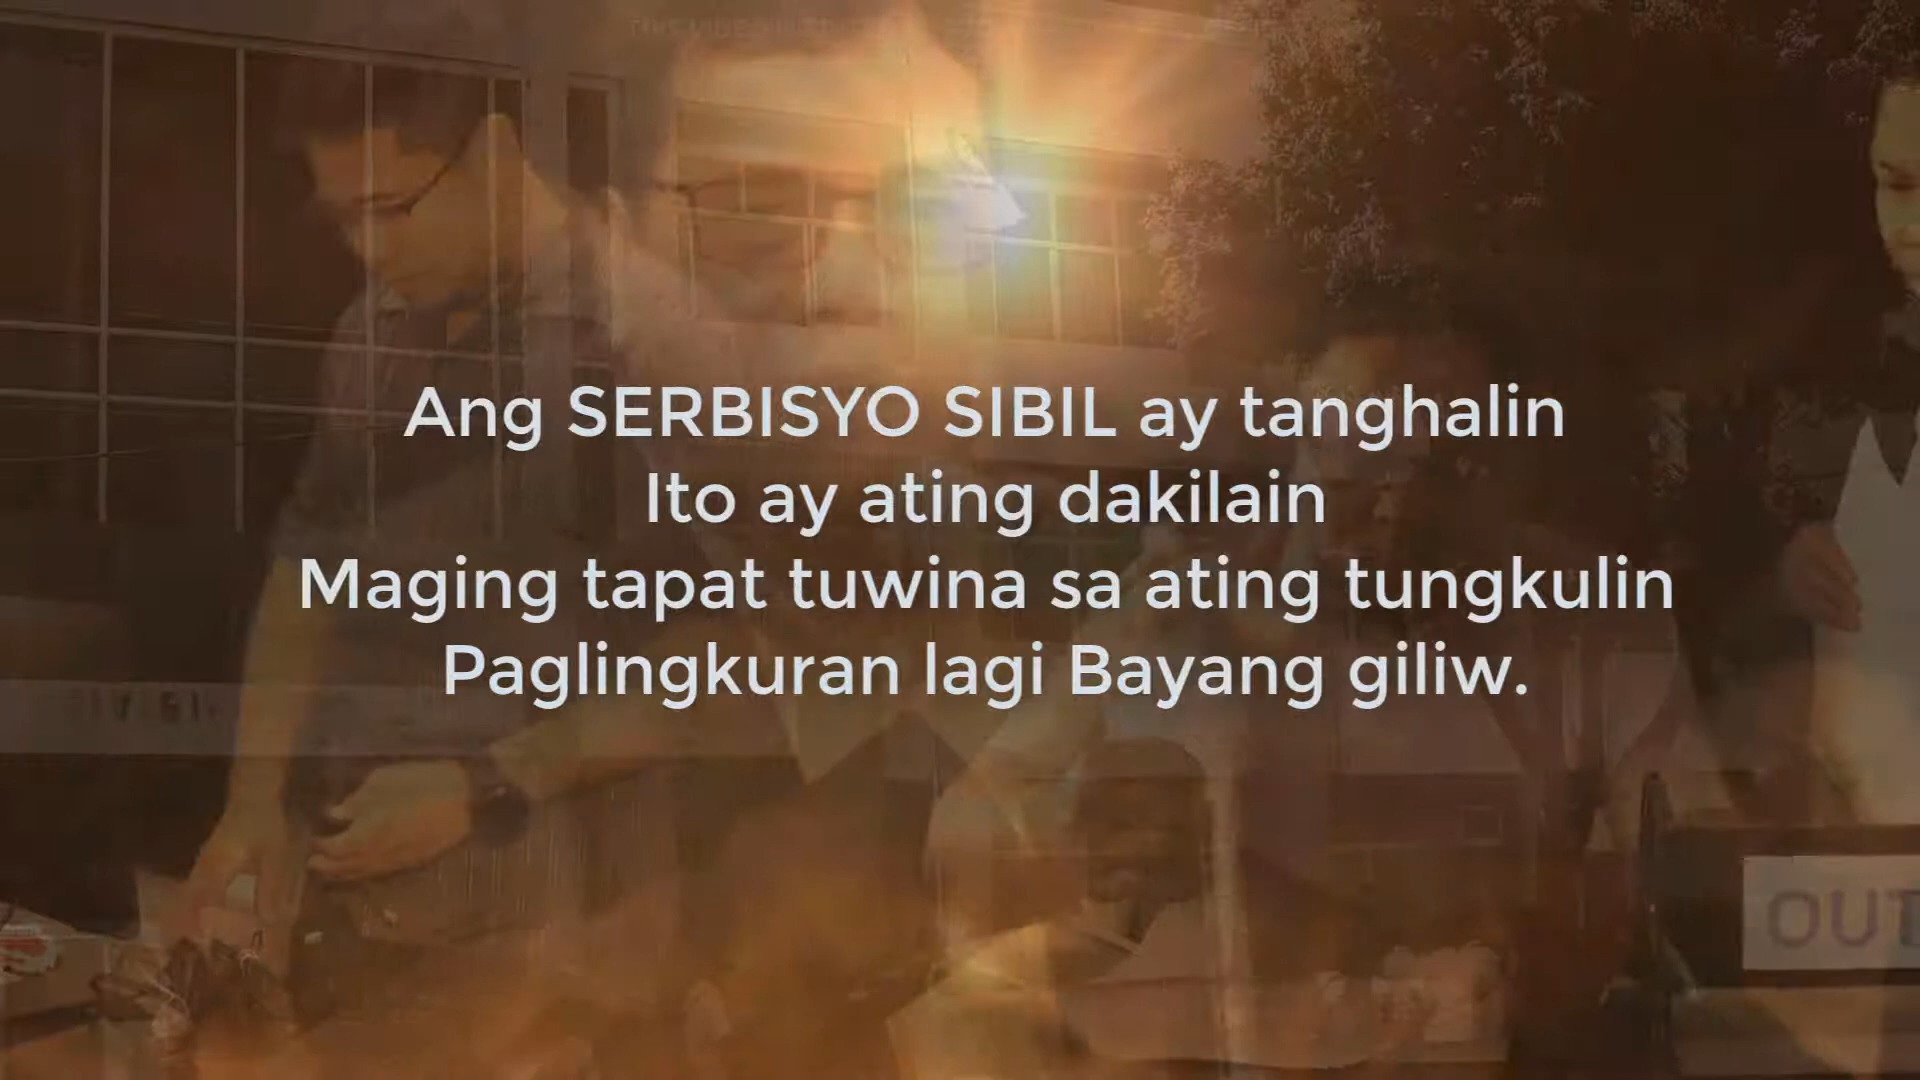 Ang SERBISYO SIBIL ay tanghalin
Ito ay ating dakilain
Maging tapat tuwina sa ating tungkulin
Paglingkuran lagi Bayang giliw.
OUT